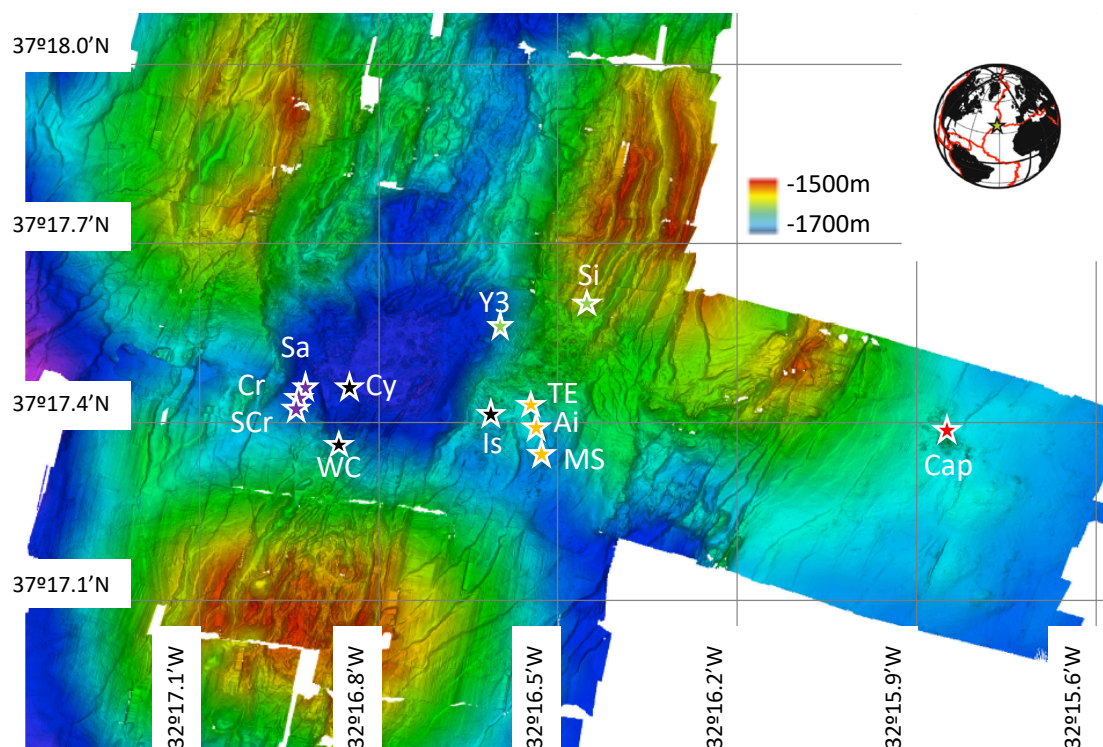 37º18.0’N
-1500m
-1700m
37º17.7’N
Si
Y3
Sa
Cr
Cy
TE
37º17.4’N
SCr
Is
Ai
WC
MS
Cap
37º17.1’N
32º17.1’W
32º16.8’W
32º16.5’W
32º16.2’W
32º15.9’W
32º15.6’W